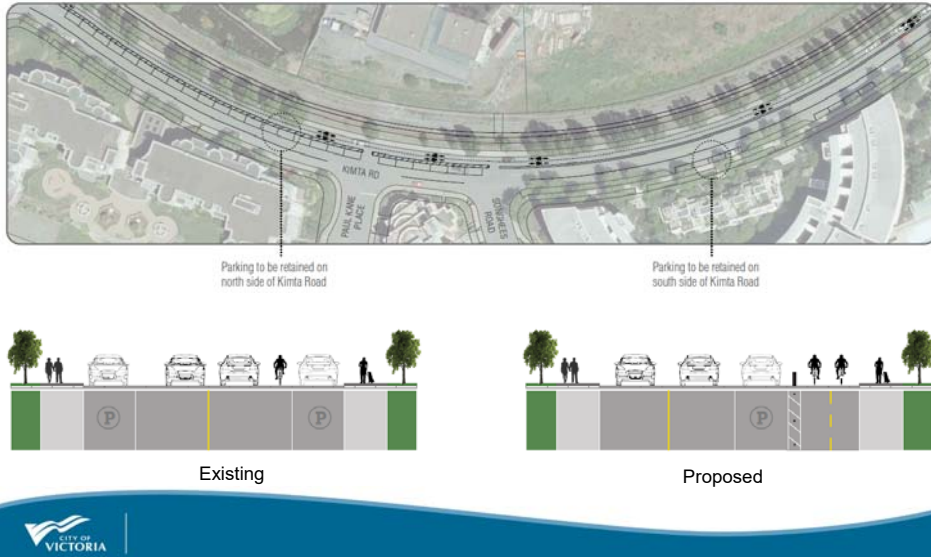 KIMTA RD
PAUL KANE
PLACE
ROAD
Parking to be retained on
north side of Kimta Road
Parking to be retained on
south side of Kimta Road
P
P
P
Existing
Proposed
CITY OF
VICTORIA